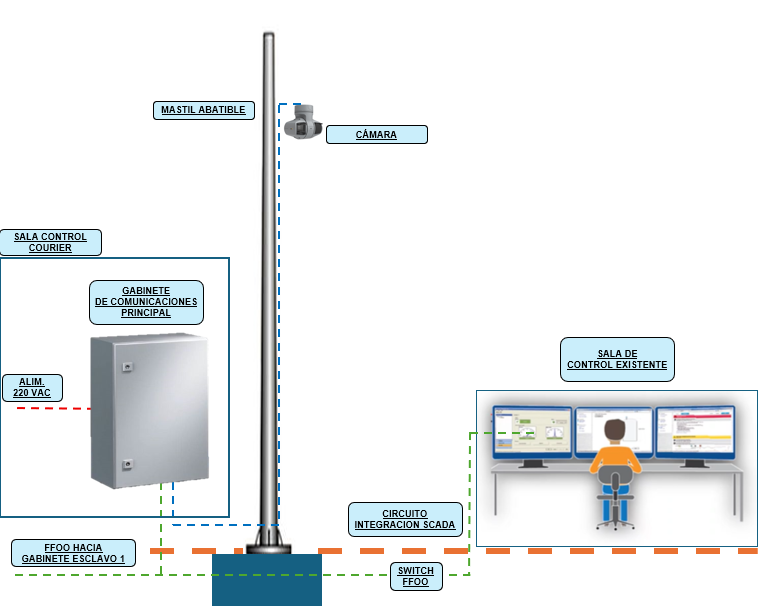 MASTIL ABATIBLE
CÁMARA
SALA CONTROL
COURIER
GABINETE
DE COMUNICACIONES
PRINCIPAL
SALA DE
CONTROL EXISTENTE
ALIM.
220 VAC
CIRCUITO
INTEGRACION SCADA
FFOO HACIA
GABINETE ESCLAVO 1
SWITCH
FFOO